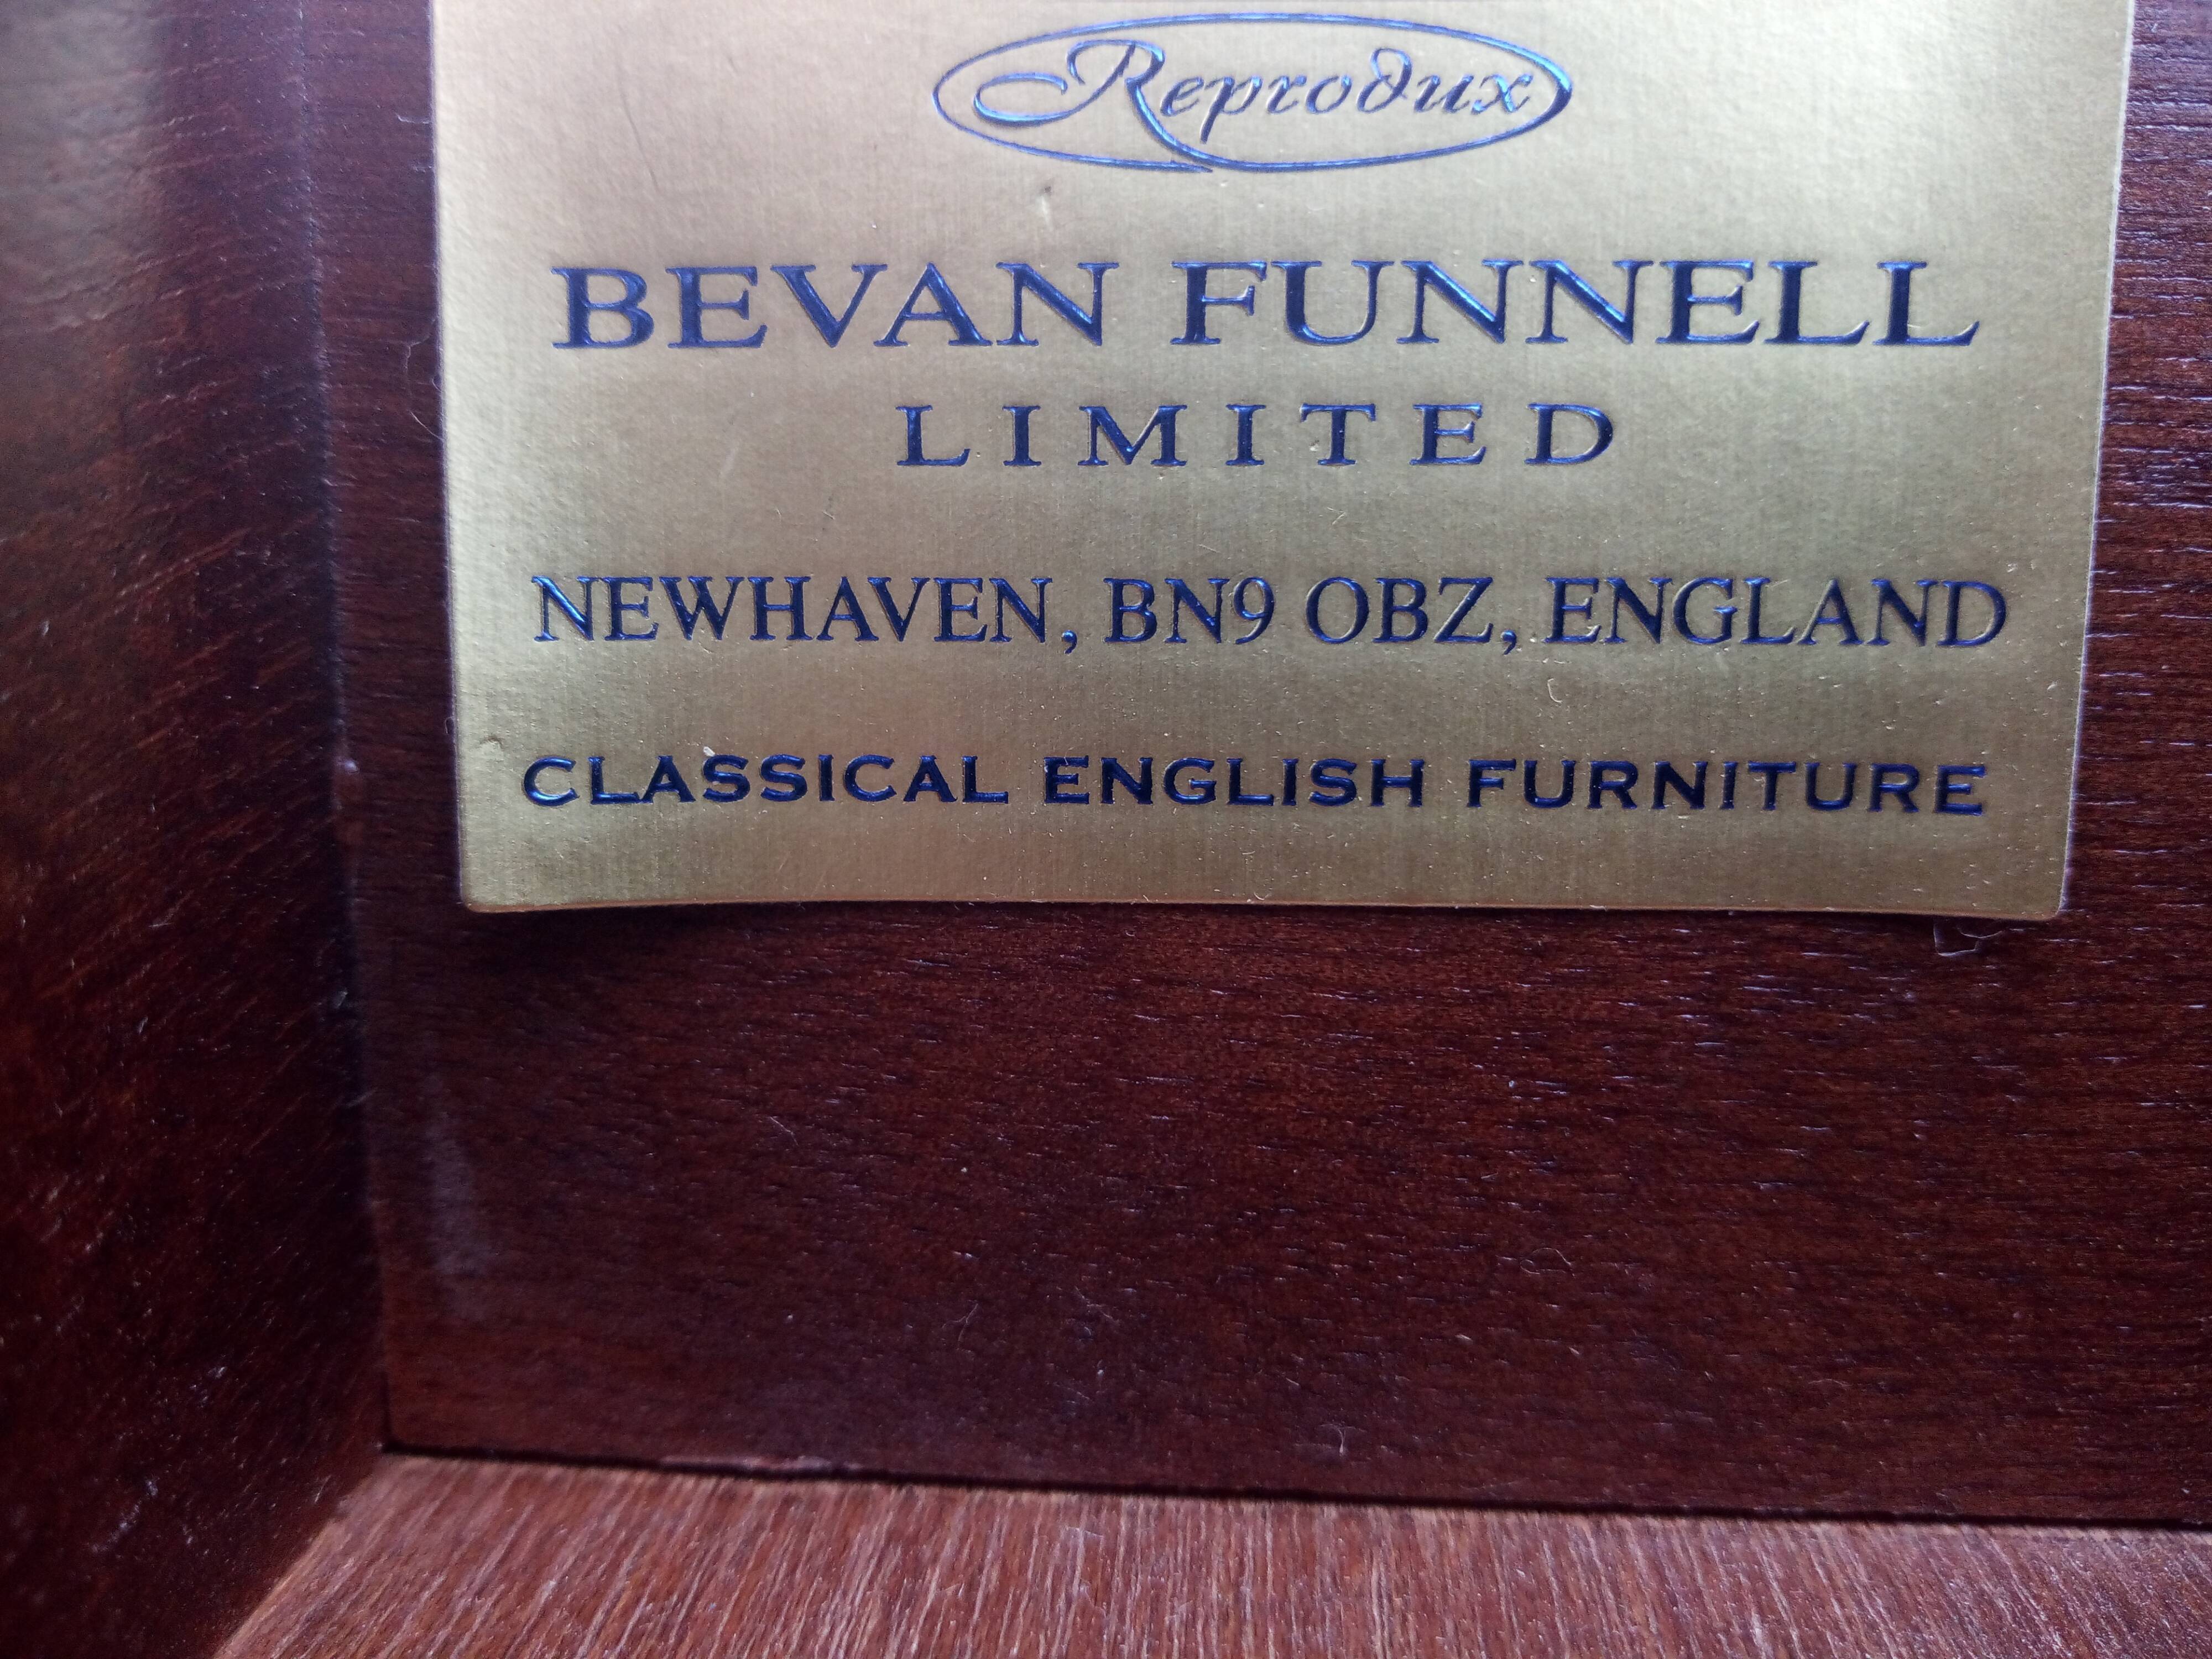 Reprodux
BEVAN FUNNELL
LIMITED
NEWHAVEN, BN9 OBZ, ENGLAND
CLASSICAL ENGLISH FURNITURE